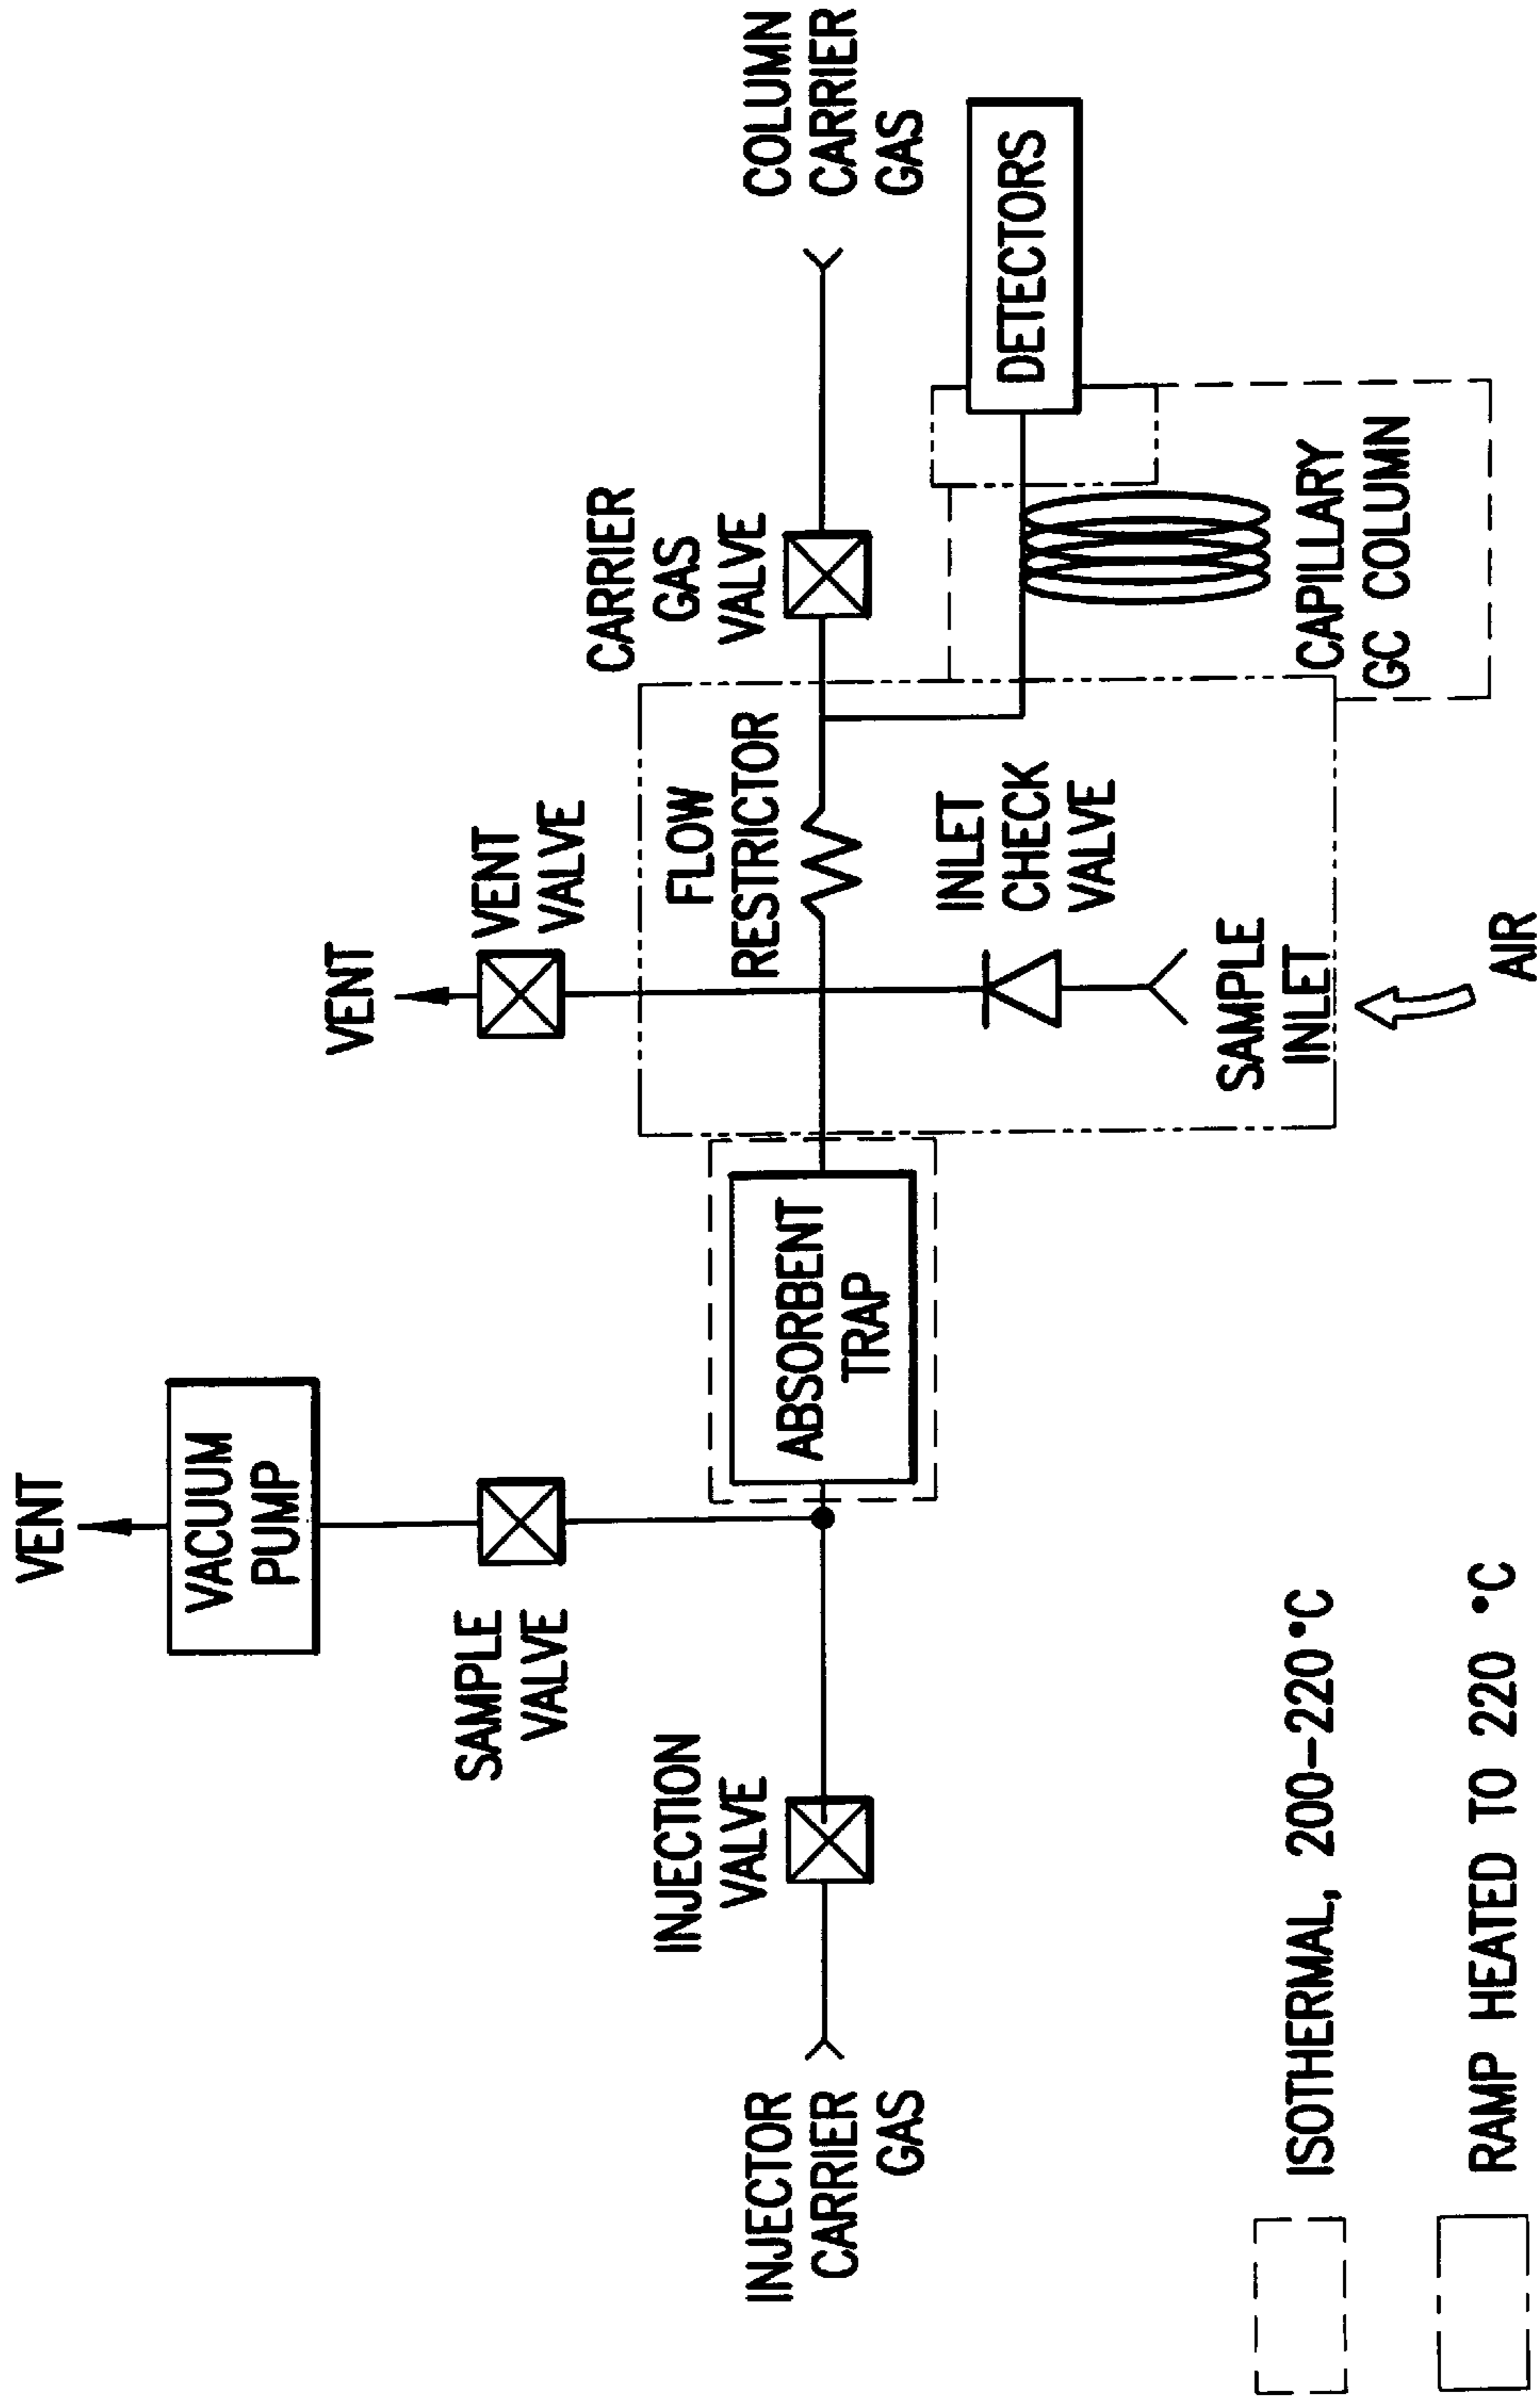 VENT
VACUUM
PUMP
SAMPLE
VALVE
INJECTION
VALVE
INJECTOR
CARRIER
GAS
ABSORBENT
TRAP
VENT
VENT
VALVE
FLOW
RESTRICTOR
INLET
CHECK
VALVE
SAMPLE
INLET
AIR
CARRIER
GAS
VALVE
COLUMN
CARRIER
GAS
DETECTORS
CAPILLARY
GC COLUMN
ISOTHERMAL, 200-220°C
RAMP HEATED TO 220 °C